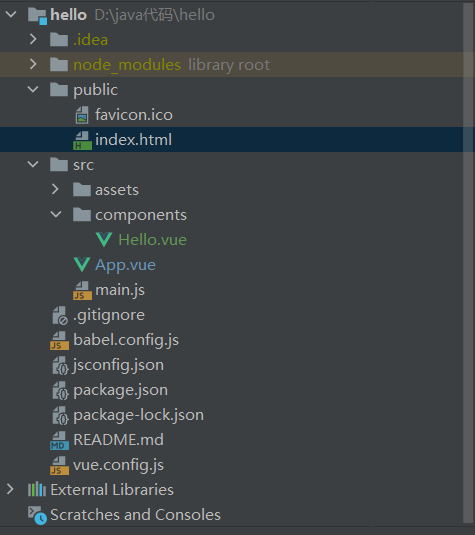 hello D:\java代码\hello
.idea
node_modules library root
public
favicon.ico
index.html
src
assets
components
Hello.vue
App.vue
main.js
.gitignore
babel.config.js
jsconfig.json
package.json
package-lock.json
README.md
vue.config.js
External Libraries
Scratches and Consoles